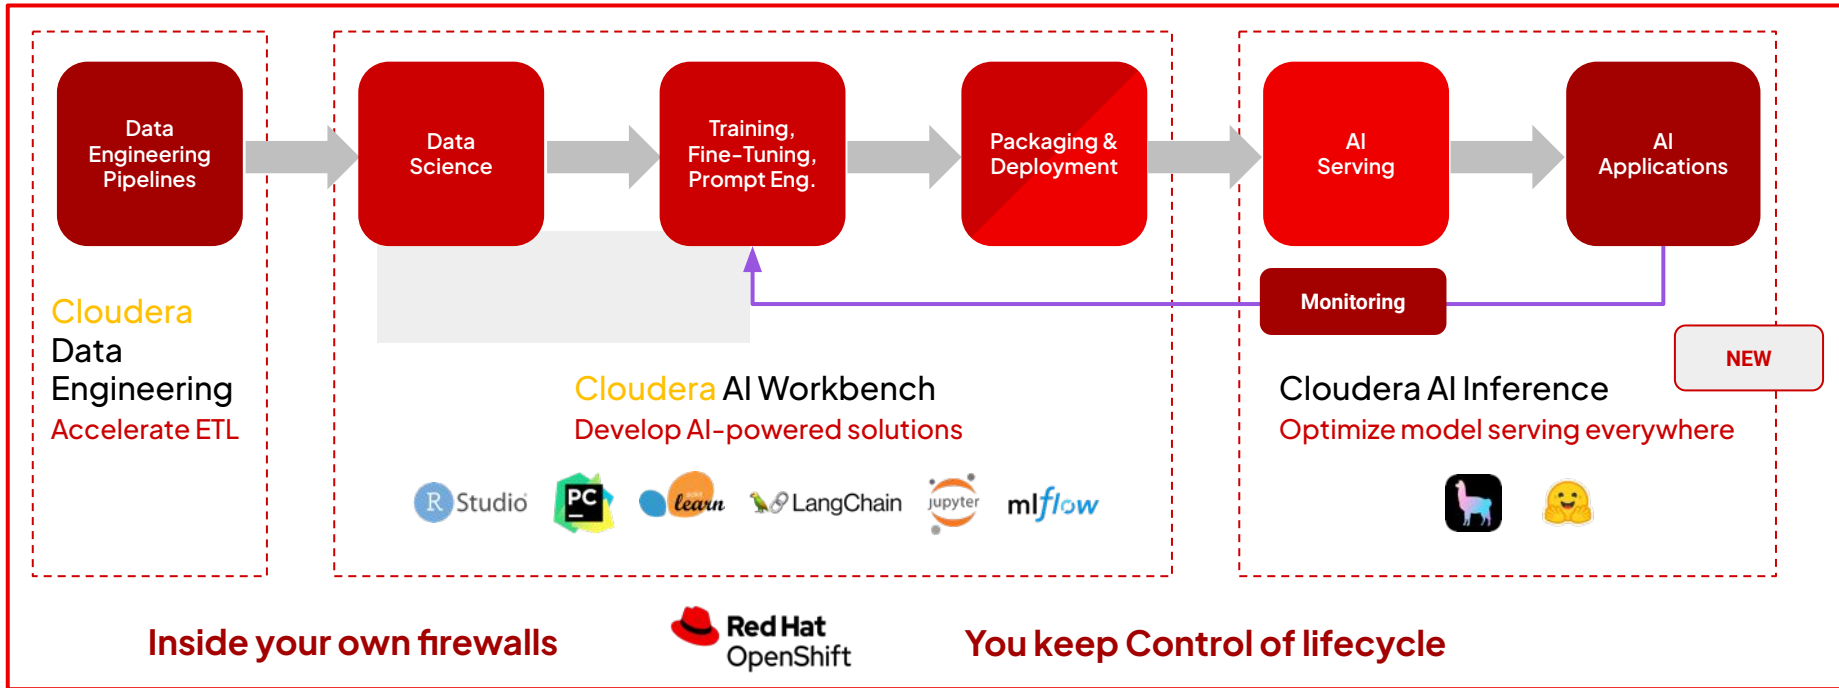 Data
Engineering
Pipelines
Data
Science
Training,
Fine-Tuning,
Prompt Eng.
Packaging &
Deployment
AI
Serving
AI
Applications
Monitoring
NEW
Cloudera
Data
Engineering
Accelerate ETL
Cloudera AI Workbench
Develop AI-powered solutions
Cloudera AI Inference
Optimize model serving everywhere
R Studio
PC
scikit
learn
LangChain
jupyter
mlflow
Inside your own firewalls
Red Hat
OpenShift
You keep Control of lifecycle